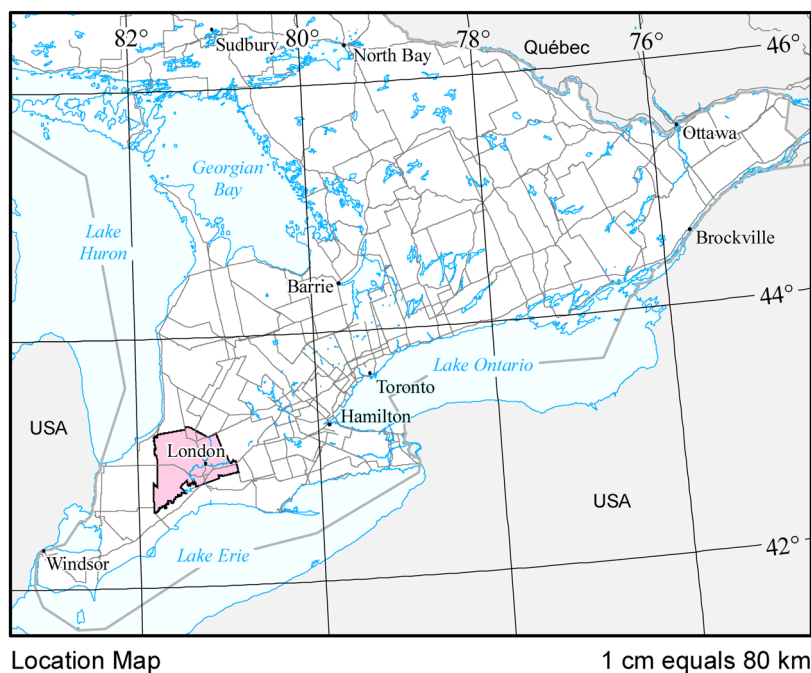 82°
80°
78°
76°
46°
Sudbury
North Bay
Québec
Ottawa
Georgian
Bay
Lake
Huron
Brockville
Barrie
44°
Lake Ontario
Toronto
Hamilton
USA
London
USA
42°
Lake Erie
Windsor
Location Map
1 cm equals 80 km